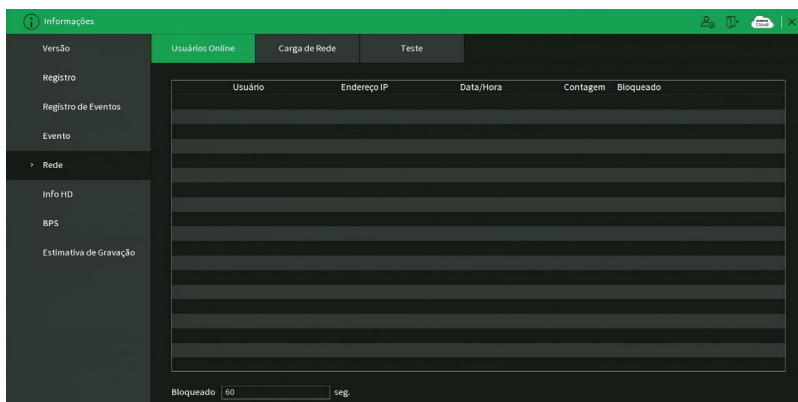 Informações
Cloud
Versão
Usuários Online Carga de Rede Teste
Registro
Usuário Endereço IP Data/Hora Contagem Bloqueado
Registro de Eventos
Evento
Rede
Info HD
BPS
Estimativa de Gravação
Bloqueado 60 seg.